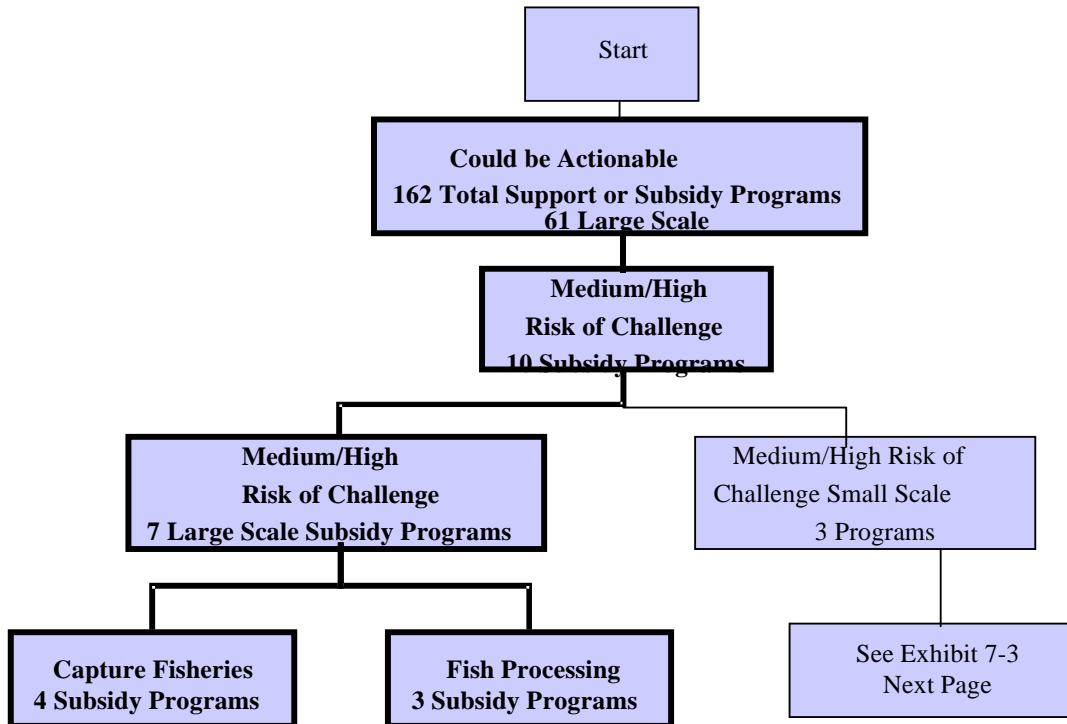 Start
Could be Actionable
162 Total Support or Subsidy Programs
61 Large Scale
Medium/High
Risk of Challenge
10 Subsidy Programs
Medium/High
Risk of Challenge
7 Large Scale Subsidy Programs
Medium/High Risk of
Challenge Small Scale
3 Programs
Capture Fisheries
4 Subsidy Programs
Fish Processing
3 Subsidy Programs
See Exhibit 7-3
Next Page